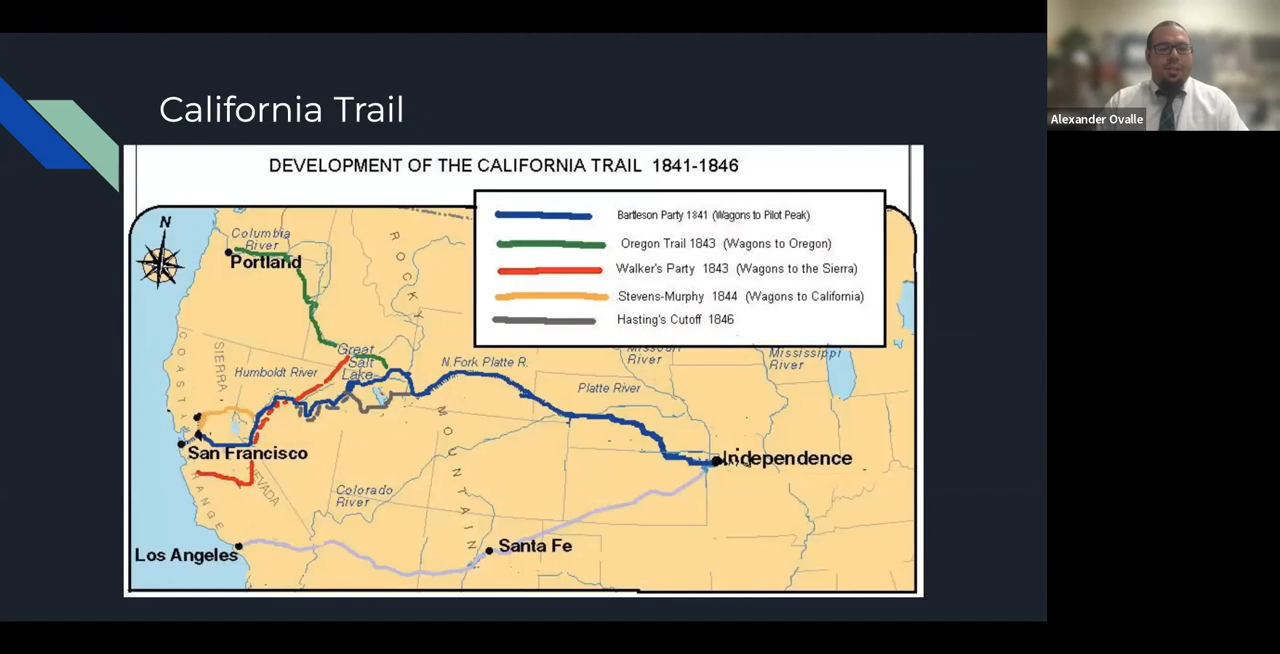 California Trail
Alexander Ovalle
DEVELOPMENT OF THE CALIFORNIA TRAIL 1841-1846
Bartleson Party 1841 (Wagons to Pilot Peak)
Oregon Trail 1843 (Wagons to Oregon)
Walker's Party 1843 (Wagons to the Sierra)
Stevens-Murphy 1844 (Wagons to California)
Hasting's Cutoff 1846
N
Columbia
River
Portland
ROCKY
MOUNTAIN
Great
Salt
Lake
Humboldt River
N. Fork Platte R.
Platte River
Missouri
River
Mississippi
River
COASTAL
RANGE
SIERRA
NEVADA
San Francisco
Independence
Colorado
River
Los Angeles
Santa Fe